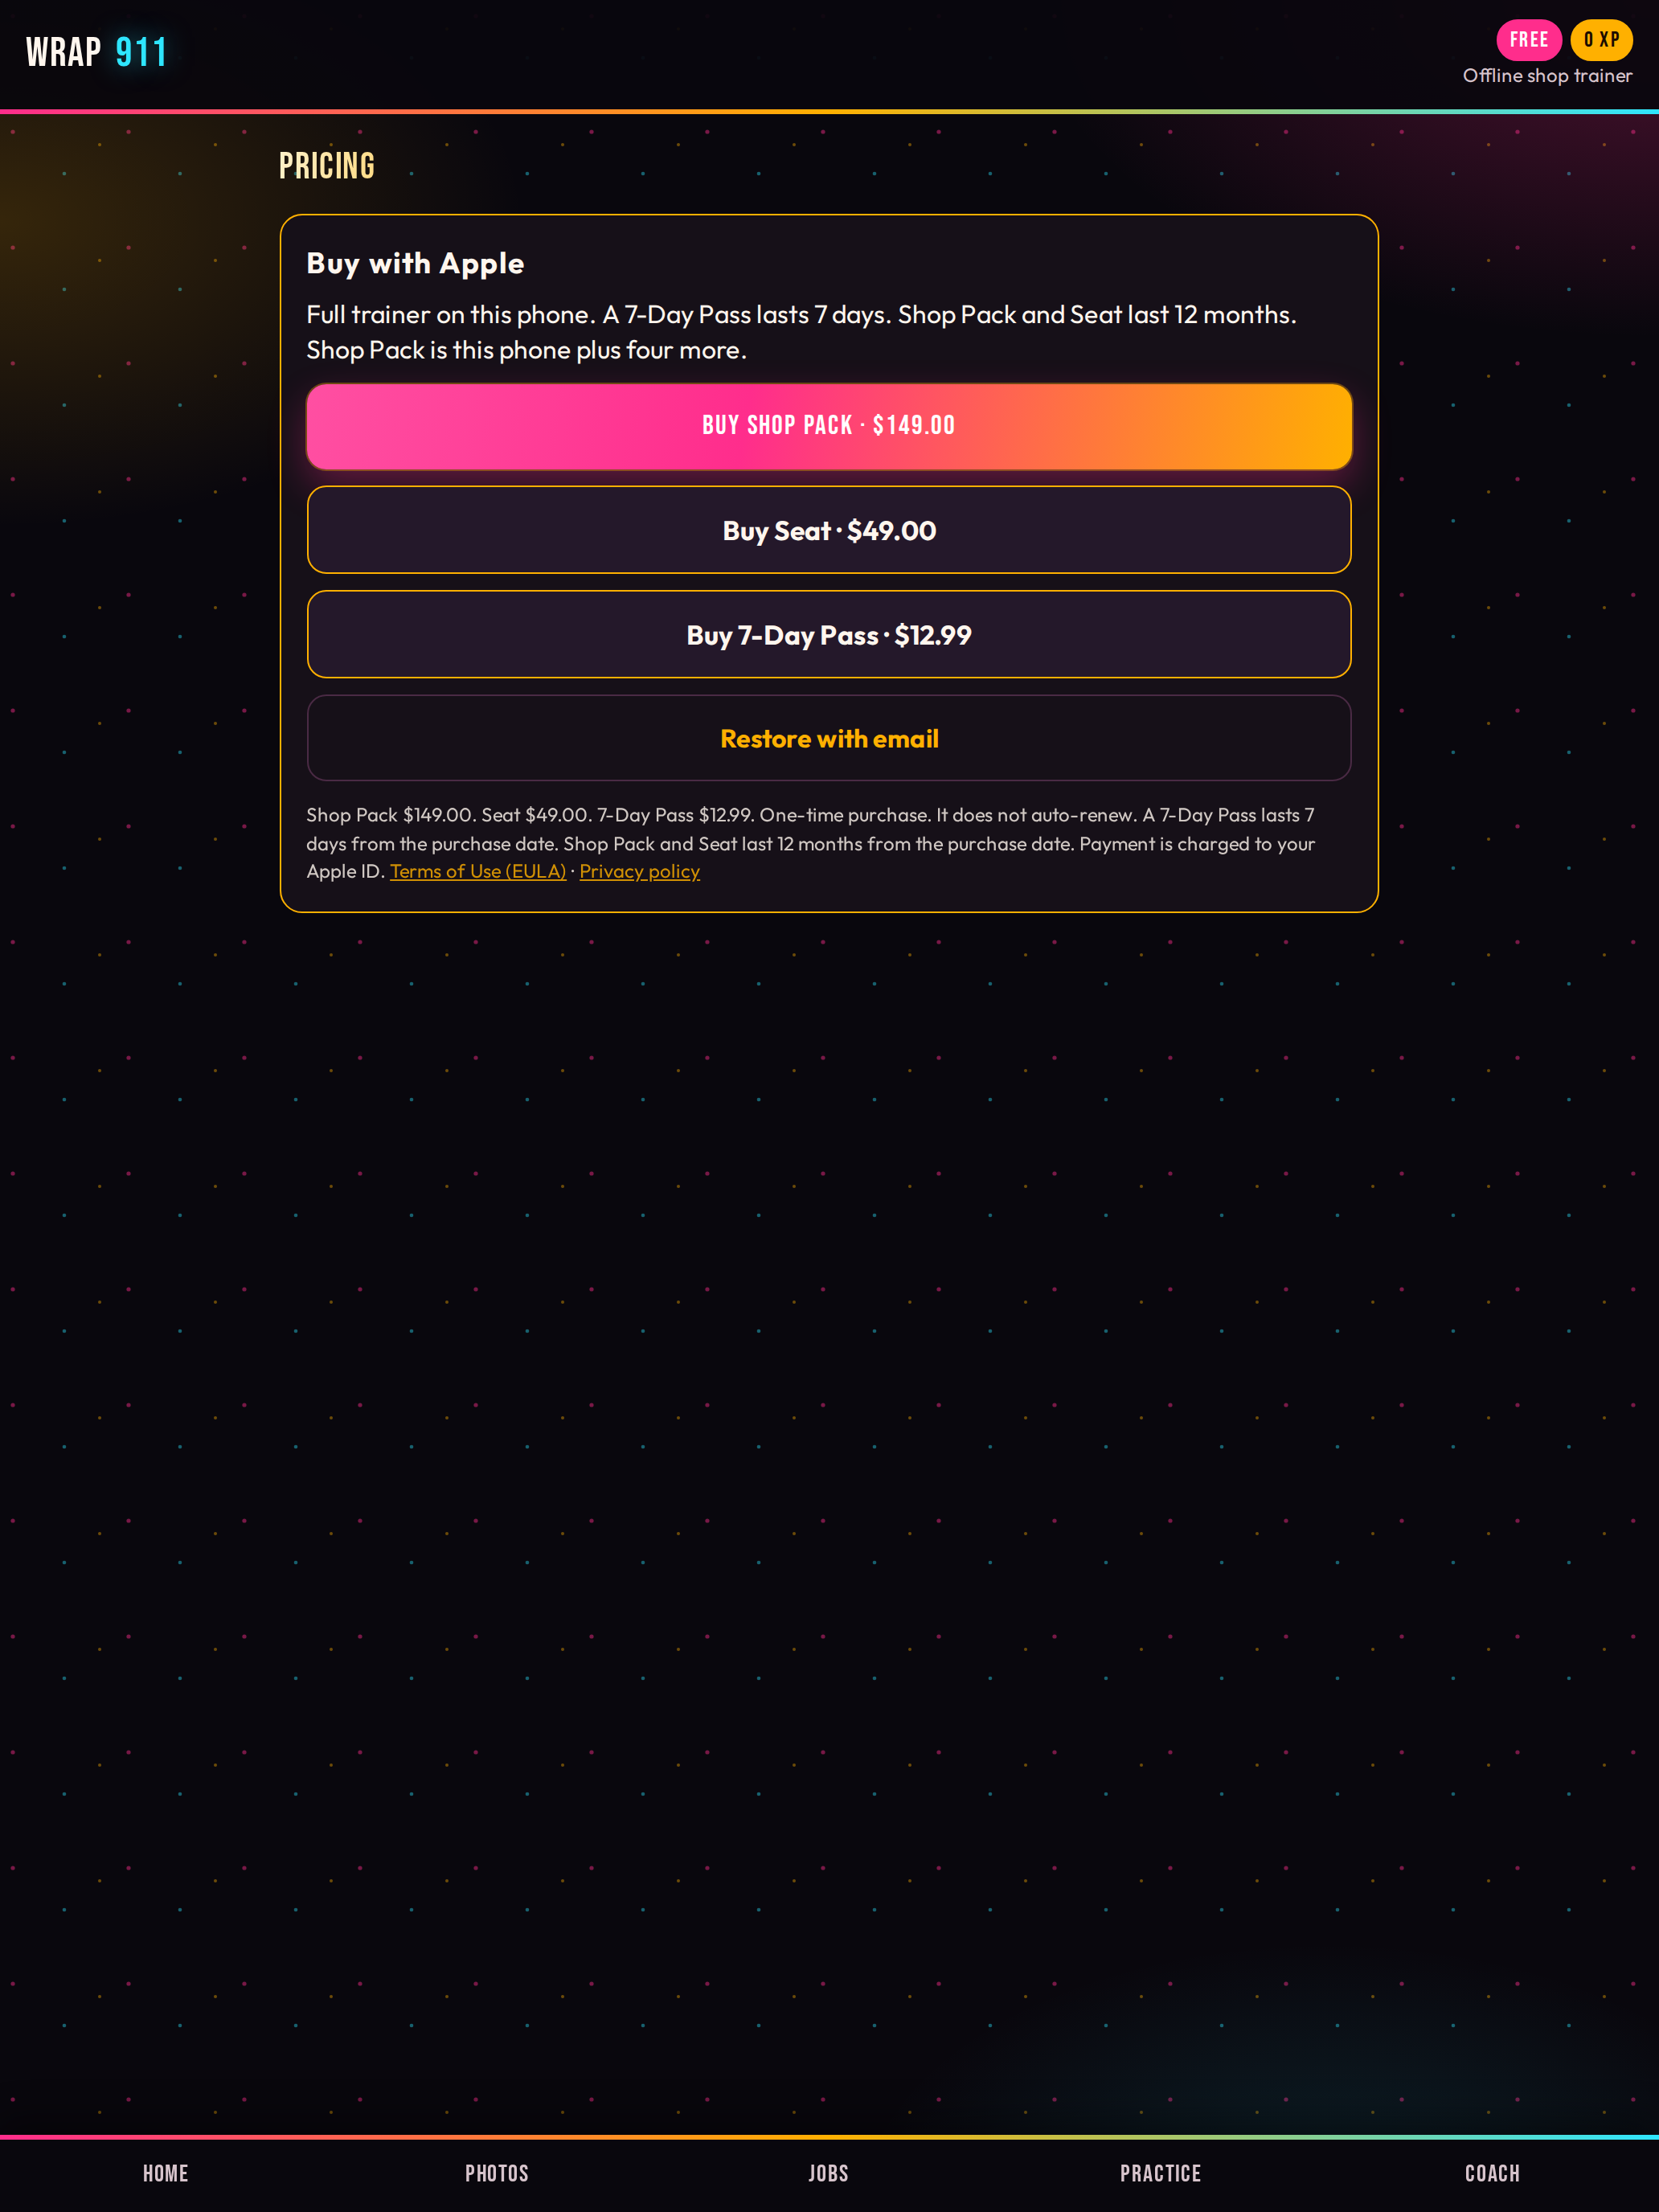 WRAP 911
FREE
0 XP
Offline shop trainer
PRICING
Buy with Apple
Full trainer on this phone. A 7-Day Pass lasts 7 days. Shop Pack and Seat last 12 months.
Shop Pack is this phone plus four more.
BUY SHOP PACK · $149.00
Buy Seat · $49.00
Buy 7-Day Pass · $12.99
Restore with email
Shop Pack $149.00. Seat $49.00. 7-Day Pass $12.99. One-time purchase. It does not auto-renew. A 7-Day Pass lasts 7
days from the purchase date. Shop Pack and Seat last 12 months from the purchase date. Payment is charged to your
Apple ID. Terms of Use (EULA) · Privacy policy
HOME
PHOTOS
JOBS
PRACTICE
COACH